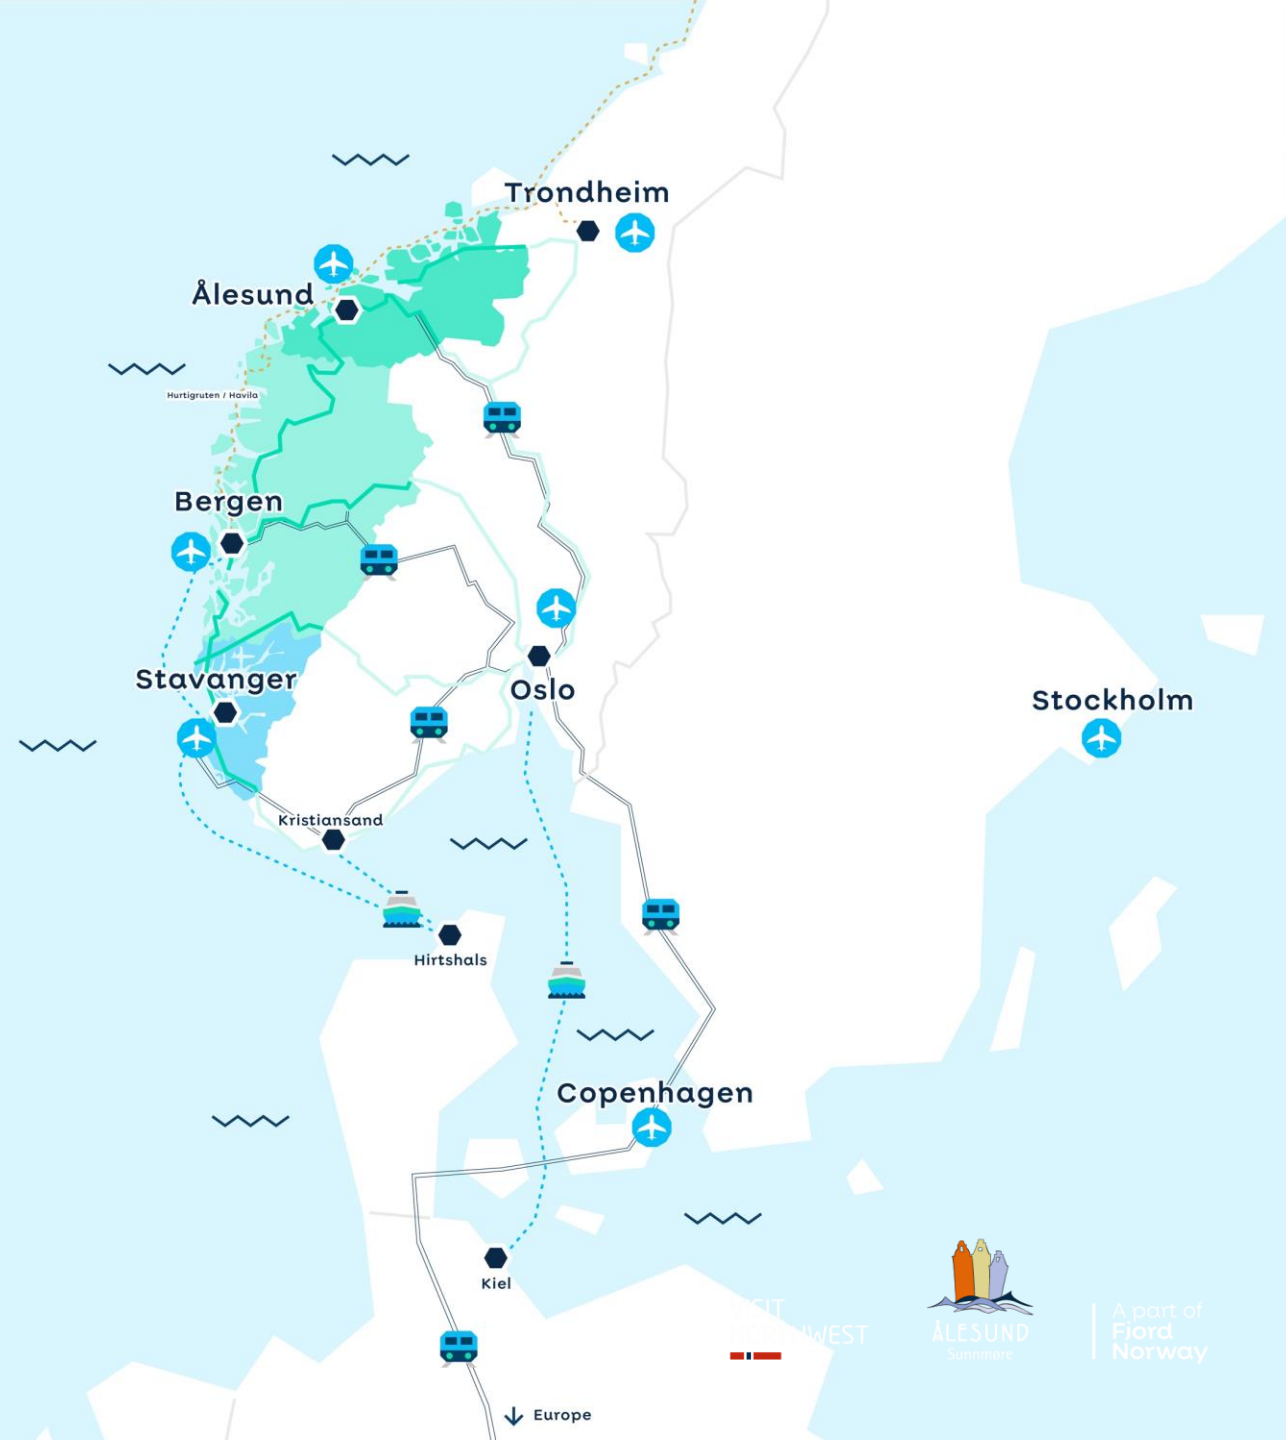 Trondheim
Ålesund
Hurtigruten / Havila
Bergen
Stavanger
Oslo
Stockholm
Kristiansand
Hirtshals
Copenhagen
Kiel
ÅLESUND
Sunnmøre
A part of
Fjord
Norway
Europe